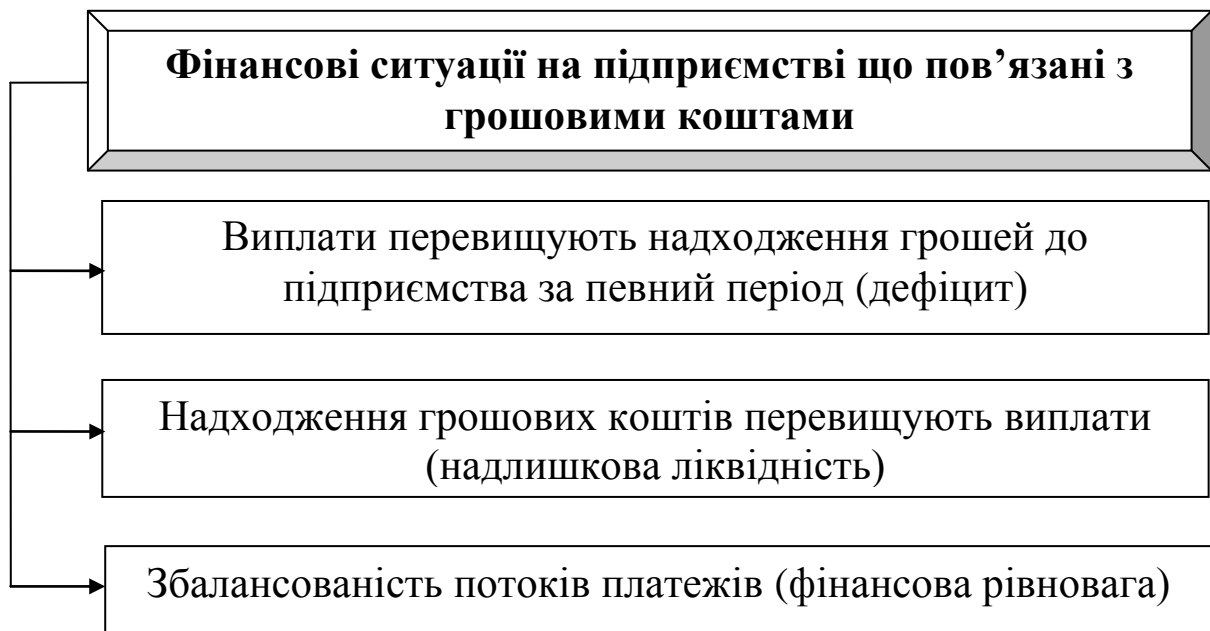 Фінансові ситуації на підприємстві що пов’язані з
грошовими коштами
Виплати перевищують надходження грошей до
підприємства за певний період (дефіцит)
Надходження грошових коштів перевищують виплати
(надлишкова ліквідність)
Збалансованість потоків платежів (фінансова рівновага)